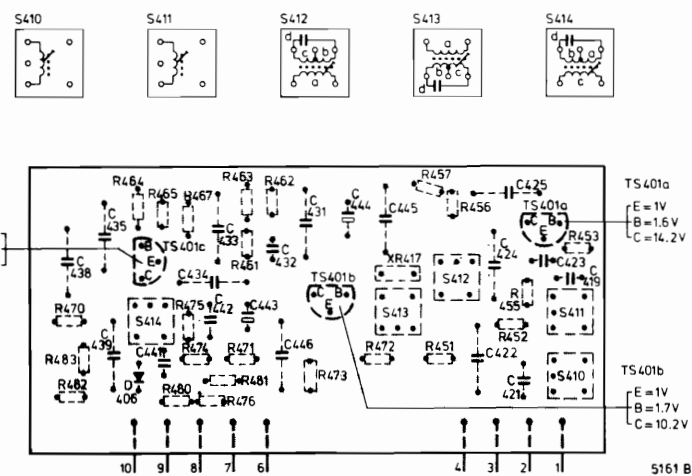 S410 S411 S412 S413 S414
d c b a
a b c d
d a b c
R464 R465 R467 R463 R462 R457 R456 C425
C 435 C 433 C 431 C 444 C445
TS401a
C B E
TS401a
E = 1V
B = 1.6V
C = 14.2V
B E C TS401c
R461 C 432
C 438
C434
TS401b
C B E
XR417
S412
C 424
R453
C423
C 419
R470
S414
R475
C 442
C443
S413
R 455
S411
R452
C 439
C441
R474 R471
C446
R472 R451
C422
R483
R473
S410
D 406
R481
C 421
R482
R480 R476
TS401b
E = 1V
B = 1.7V
C = 10.2V
10 9 8 7 6 4 3 2 1
5161 B